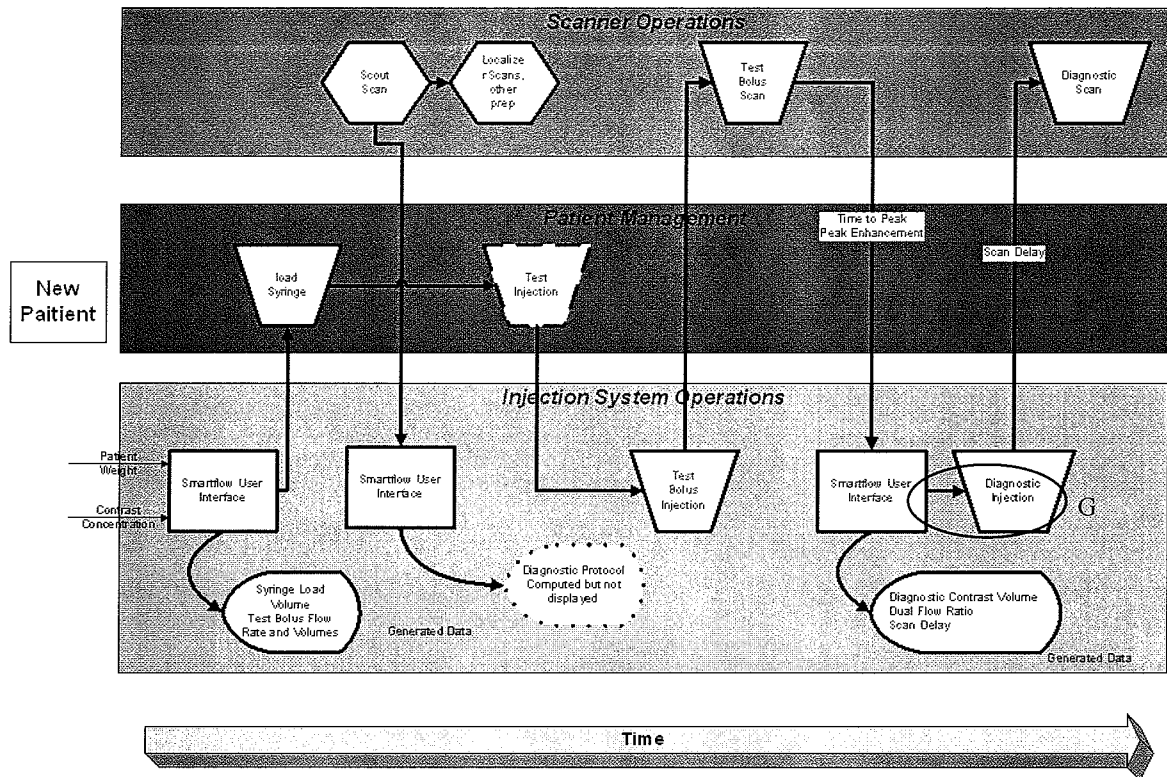 Scanner Operations
Scout
Scan
Localize
r Scans,
other
prep
Test
Bolus
Scan
Diagnostic
Scan
Patient Management
Time to Peak
Peak Enhancement
Scan Delay
load
Syringe
Test
Injection
New
Paitient
Injection System Operations
Patient
Weight
Contrast
Concentration
Smartflow User
Interface
Smartflow User
Interface
Test
Bolus
Injection
Smartflow User
Interface
Diagnostic
Injection
G
Syringe Load
Volume
Test Bolus Flow
Rate and Volumes
Generated Data
Diagnostic Protocol
Computed but not
displayed
Diagnostic Contrast Volume
Dual Flow Ratio
Scan Delay
Generated Data
Time